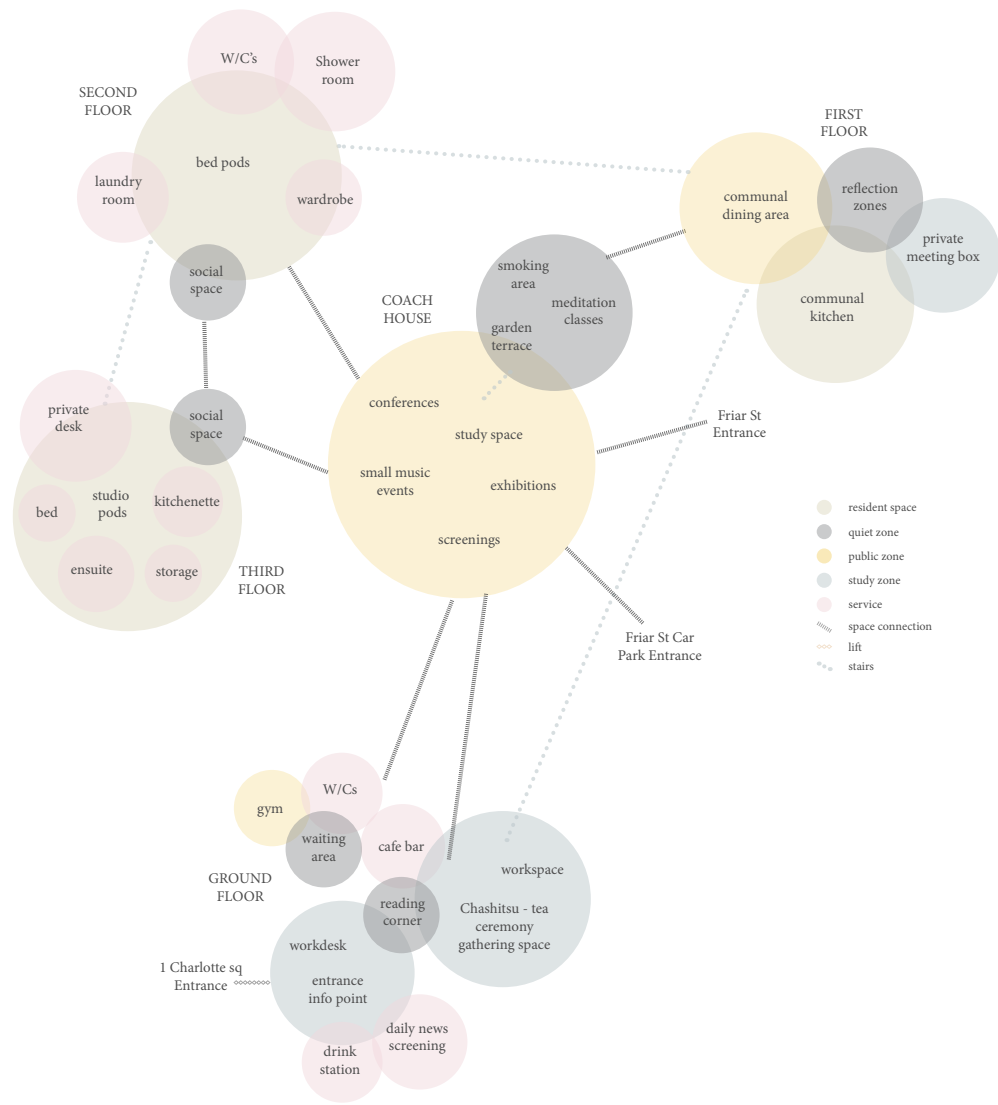 W/C's
Shower
room
SECOND
FLOOR
bed pods
laundry
room
wardrobe
social
space
FIRST
FLOOR
communal
dining area
reflection
zones
private
meeting box
communal
kitchen
COACH
HOUSE
smoking
area
meditation
classes
garden
terrace
conferences
study space
small music
events
exhibitions
screenings
Friar St
Entrance
Friar St Car
Park Entrance
private
desk
social
space
studio
pods
kitchenette
bed
ensuite
storage
THIRD
FLOOR
resident space
quiet zone
public zone
study zone
service
space connection
lift
stairs
W/Cs
gym
waiting
area
cafe bar
GROUND
FLOOR
reading
corner
workspace
Chashitsu - tea
ceremony
gathering space
workdesk
entrance
info point
1 Charlotte sq
Entrance
daily news
screening
drink
station